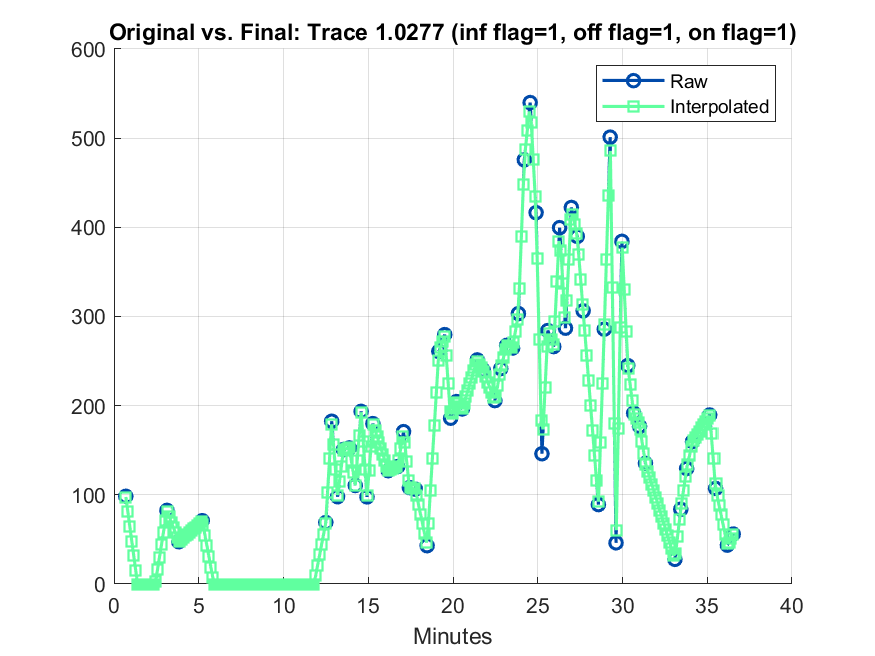 Original vs. Final: Trace 1.0277 (inf flag=1, off flag=1, on flag=1)
600
500
400
300
200
100
0
Raw
Interpolated
0 5 10 15 20 25 30 35 40
Minutes